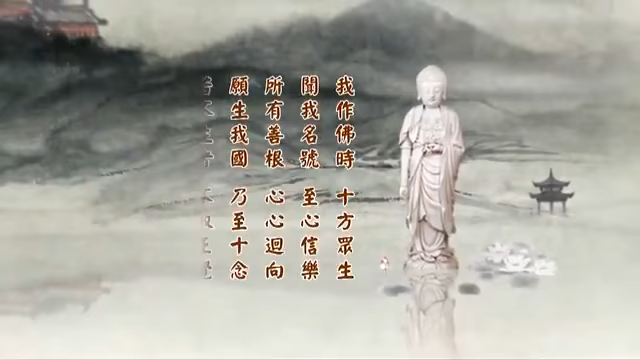 我作佛時 十方眾生
聞我名號 至心信樂
所有善根 心心迴向
願生我國 乃至十念